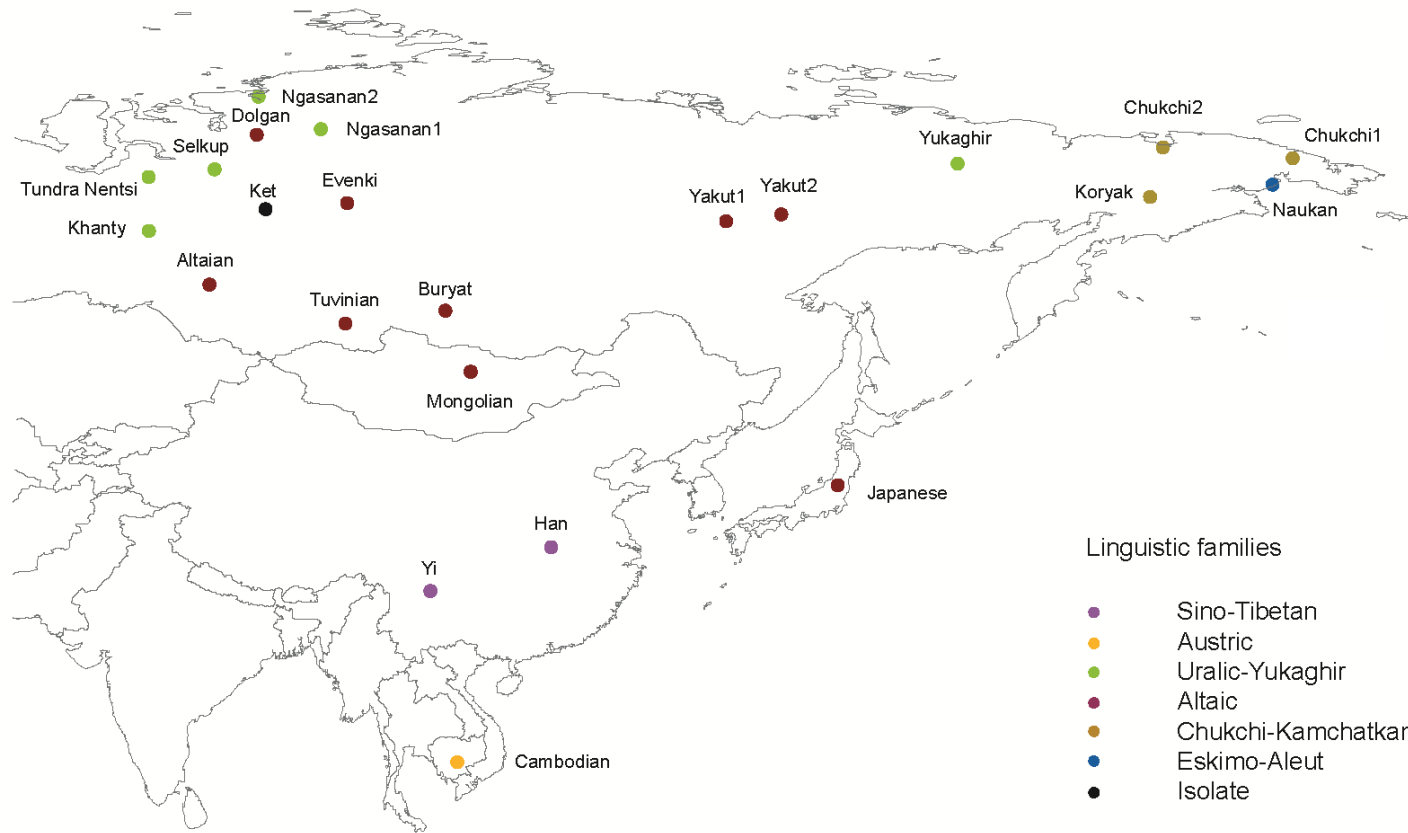 Ngasanan2
Chukchi2
Dolgan
Ngasanan1
Chukchi1
Selkup
Yukaghir
Tundra Nentsi
Ket
Evenki
Yakut1
Yakut2
Koryak
Naukan
Khanty
Altaian
Tuvinian
Buryat
Mongolian
Japanese
Han
Yi
Cambodian
Linguistic families
Sino-Tibetan
Austric
Uralic-Yukaghir
Altaic
Chukchi-Kamchatkar
Eskimo-Aleut
Isolate